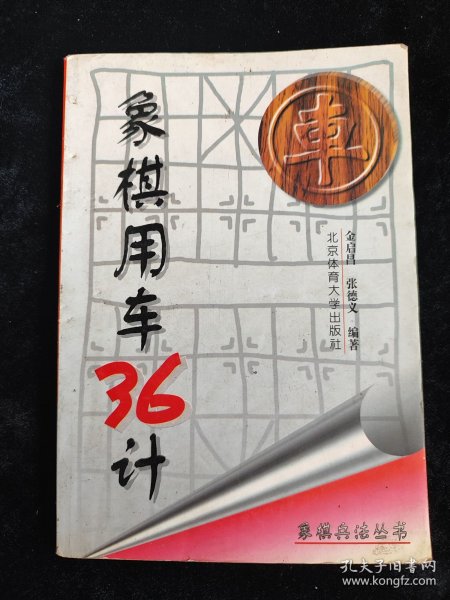 象棋用车36计
車
金启昌 张德义 编著
北京体育大学出版社
象棋兵法丛书
孔夫子旧书网
www.kongfz.com